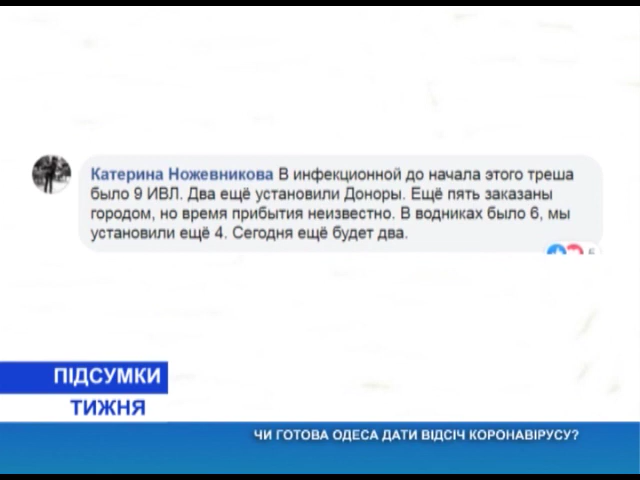 Катерина Ножевникова В инфекционной до начала этого треша
было 9 ИВЛ. Два ещё установили Доноры. Ещё пять заказаны
городом, но время прибытия неизвестно. В водниках было 6, мы
установили ещё 4. Сегодня ещё будет два.
ПІДСУМКИ
ТИЖНЯ
ЧИ ГОТОВА ОДЕСА ДАТИ ВІДСІЧ КОРОНАВІРУСУ?